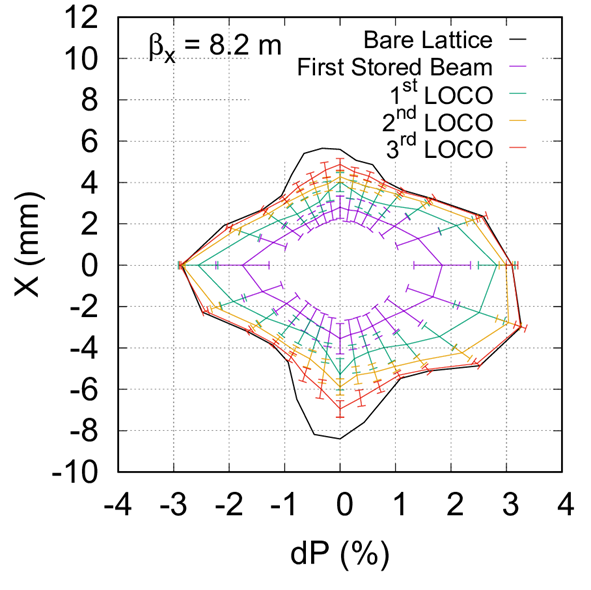 12
10
8
6
4
2
0
-2
-4
-6
-8
-10
X (mm)
βx = 8.2 m
Bare Lattice
First Stored Beam
1st LOCO
2nd LOCO
3rd LOCO
-4 -3 -2 -1 0 1 2 3 4
dP (%)